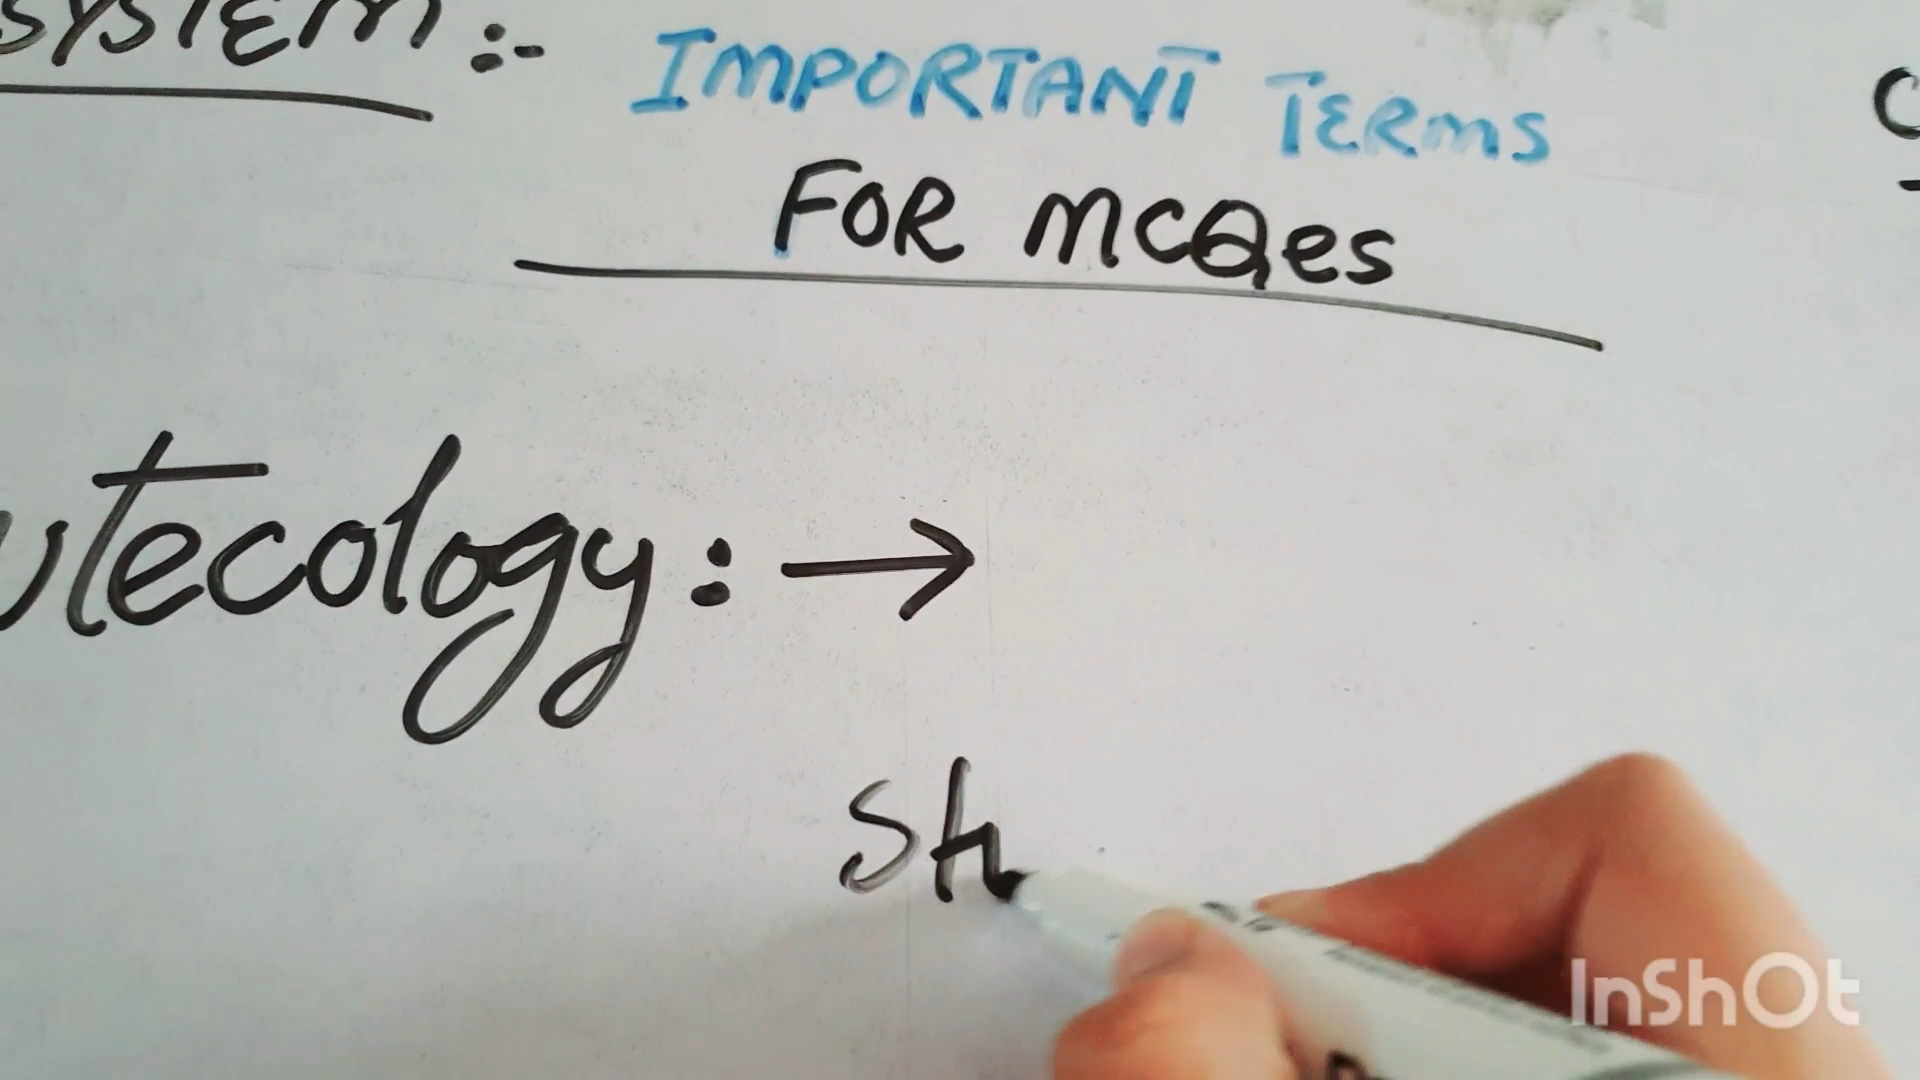 SYSTEM :- IMPORTANT TERMS
FOR MCQes
utecology : →
St
InShOt